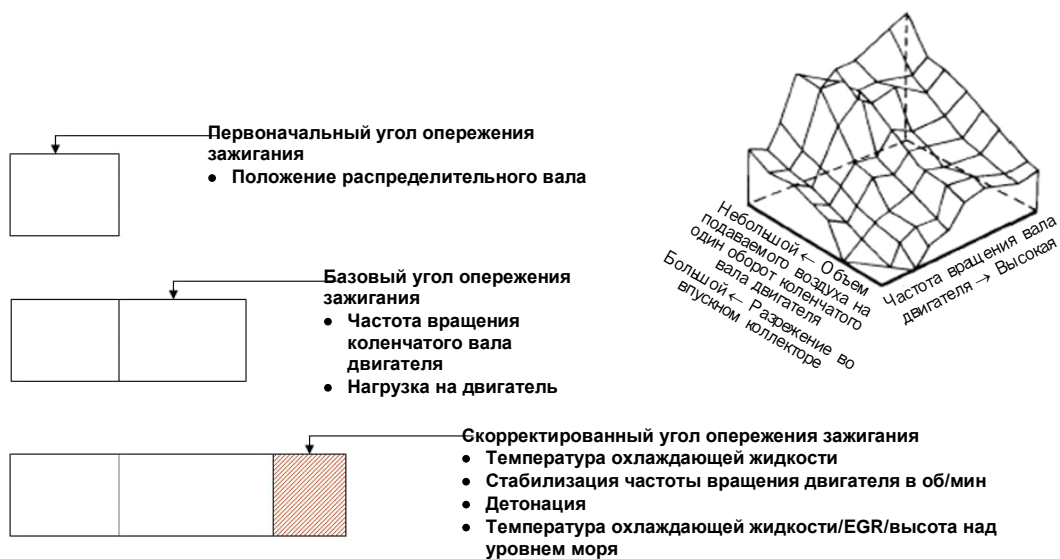 Первоначальный угол опережения
зажигания
• Положение распределительного вала
Небольшой ← Объем
подаваемого воздуха на
один оборот коленчатого
вала двигателя
Большой ← Разрежение во
впускном коллекторе
Частота вращения вала
двигателя → Высокая
Базовый угол опережения
зажигания
• Частота вращения
коленчатого вала
двигателя
• Нагрузка на двигатель
Скорректированный угол опережения зажигания
• Температура охлаждающей жидкости
• Стабилизация частоты вращения двигателя в об/мин
• Детонация
• Температура охлаждающей жидкости/EGR/высота над
уровнем моря